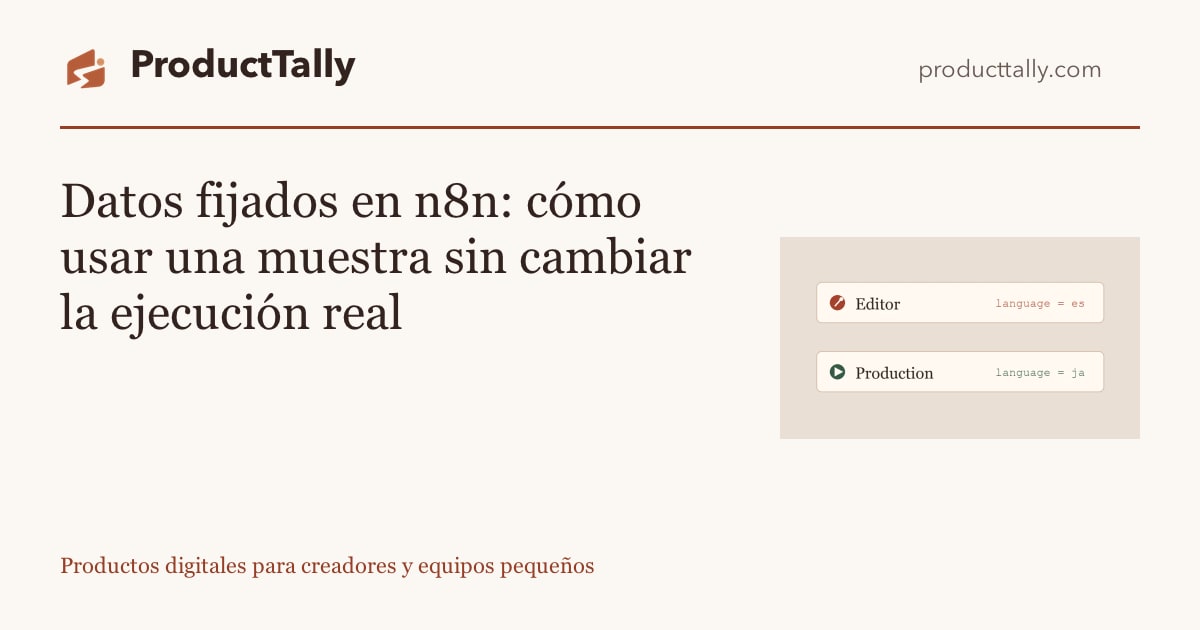 ProductTally
producttally.com
Datos fijados en n8n: cómo
usar una muestra sin cambiar
la ejecución real
Editor
language = es
Production
language = ja
Productos digitales para creadores y equipos pequeños